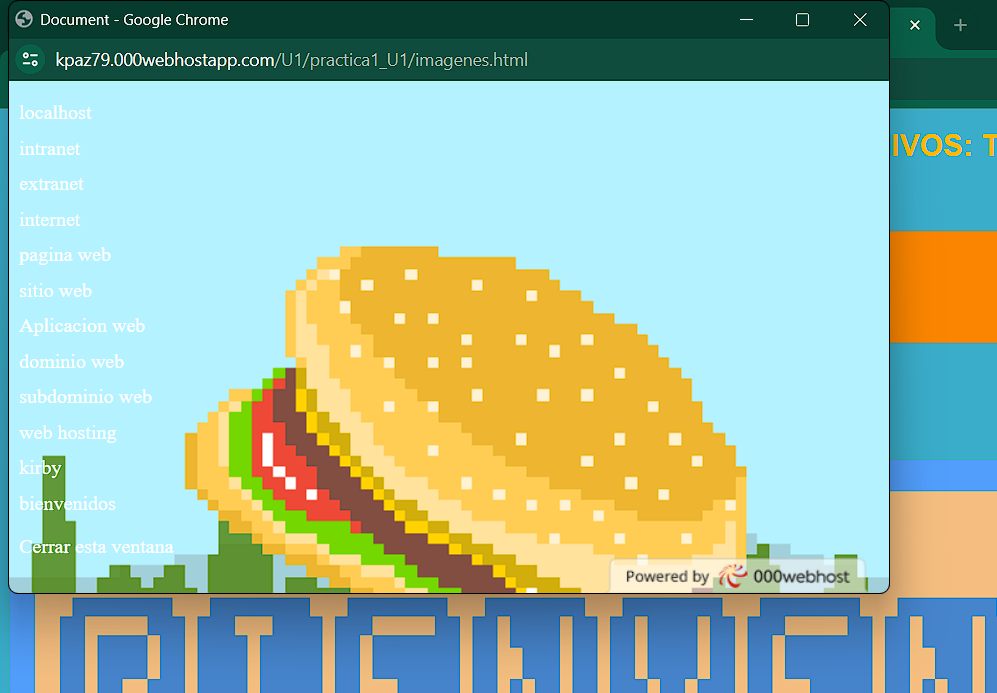 Document - Google Chrome
kpaz79.000webhostapp.com/U1/practica1_U1/imagenes.html
localhost
intranet
extranet
internet
pagina web
sitio web
Aplicacion web
dominio web
subdominio web
web hosting
kirby
bienvenidos
Cerrar esta ventana
Powered by 000webhost
IVOS: T
BIENVEN